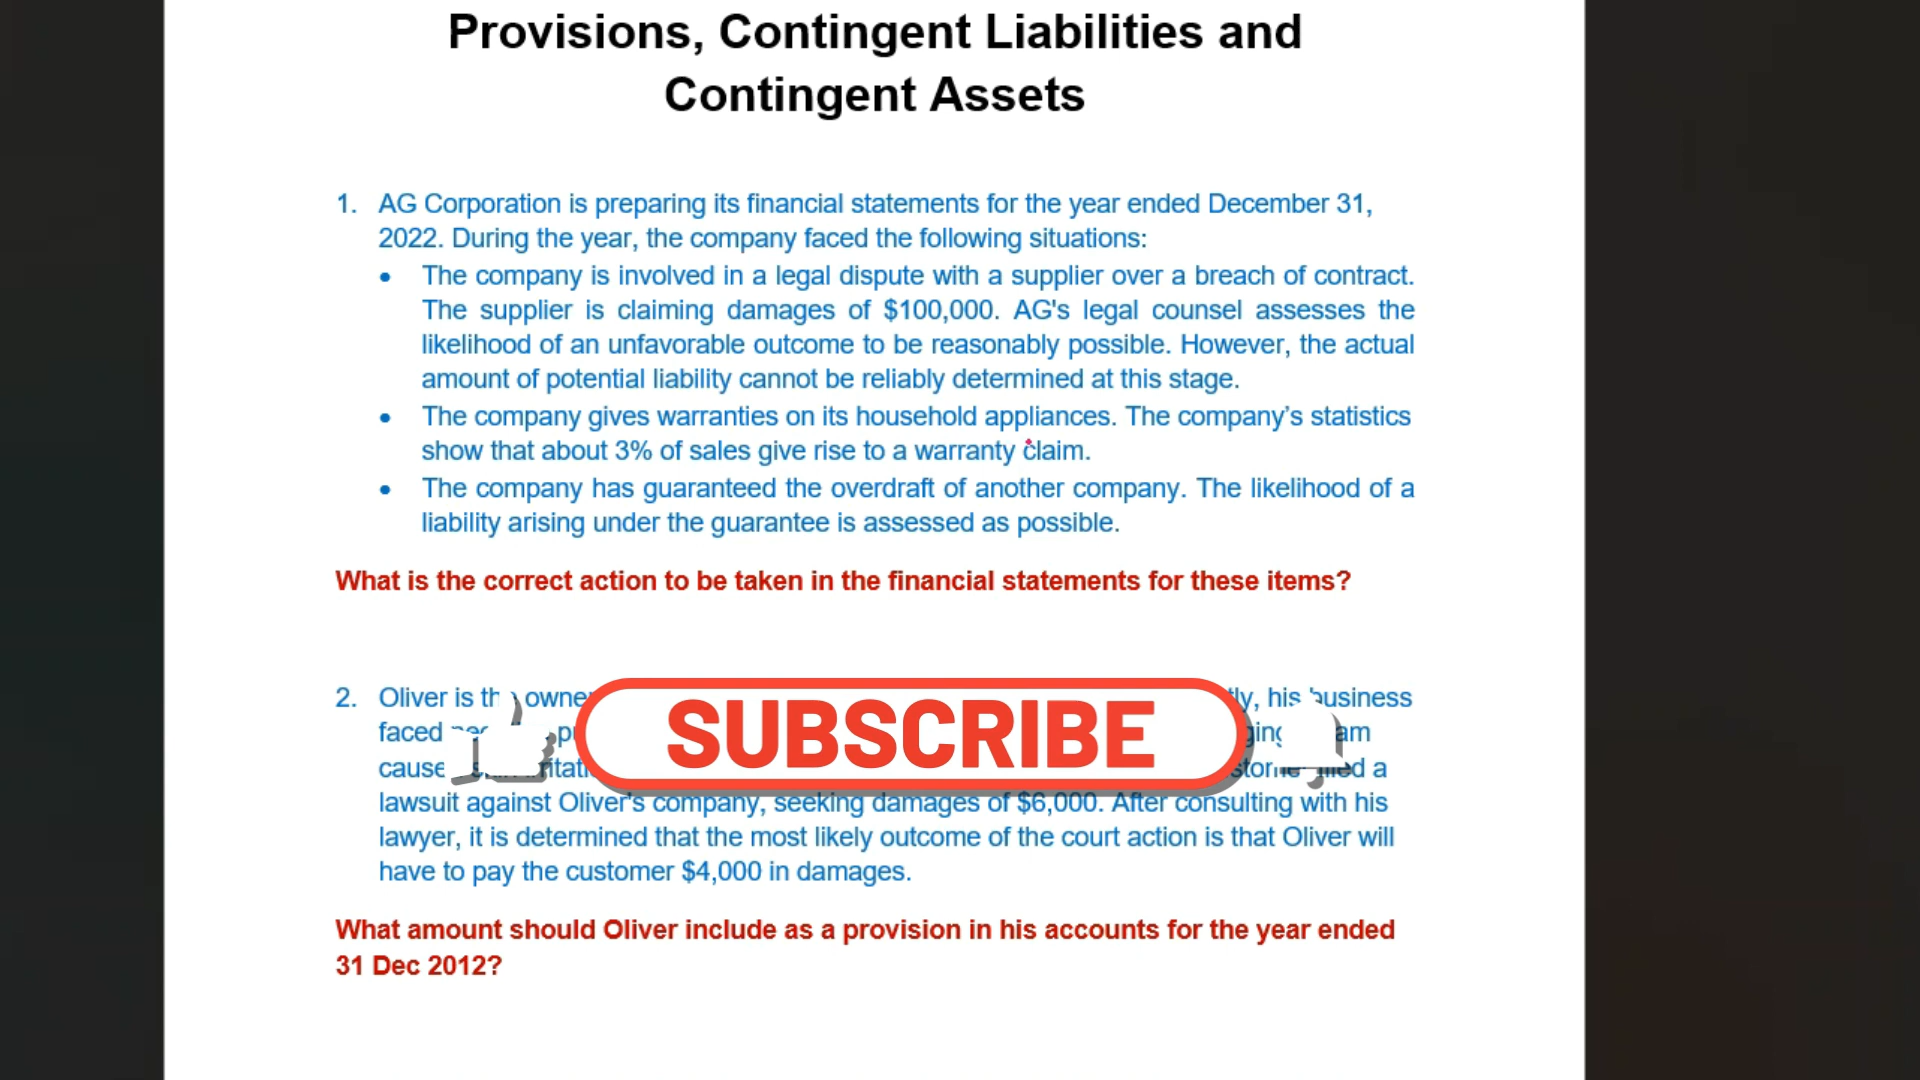 Provisions, Contingent Liabilities and
Contingent Assets
1. AG Corporation is preparing its financial statements for the year ended December 31,
2022. During the year, the company faced the following situations:
• The company is involved in a legal dispute with a supplier over a breach of contract.
The supplier is claiming damages of $100,000. AG's legal counsel assesses the
likelihood of an unfavorable outcome to be reasonably possible. However, the actual
amount of potential liability cannot be reliably determined at this stage.
• The company gives warranties on its household appliances. The company's statistics
show that about 3% of sales give rise to a warranty claim.
• The company has guaranteed the overdraft of another company. The likelihood of a
liability arising under the guarantee is assessed as possible.
What is the correct action to be taken in the financial statements for these items?
2. Oliver is his business
faced
SUBSCRIBE
a
lawsuit against Oliver's company, seeking damages of $6,000. After consulting with his
lawyer, it is determined that the most likely outcome of the court action is that Oliver will
have to pay the customer $4,000 in damages.
What amount should Oliver include as a provision in his accounts for the year ended
31 Dec 2012?